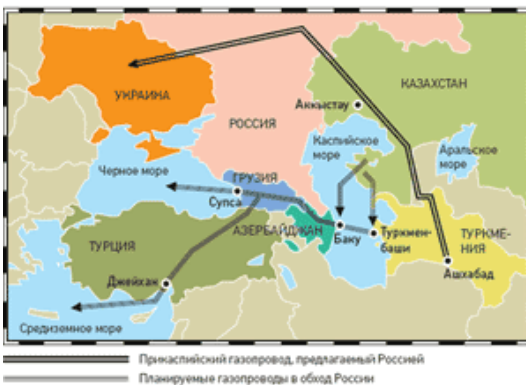 УКРАИНА
КАЗАХСТАН
Аккыстау
РОССИЯ
Каспийское
море
Аральское
море
Черное море
ГРУЗИЯ
Супса
ТУРЦИЯ
АЗЕРБАЙДЖАН
Баку
Туркмен-
баши
ТУРКМЕ-
НИЯ
Ашхабад
Джейхан
Средиземное море
Прикаспийский газопровод, предлагаемый Россией
Планируемые газопроводы в обход России